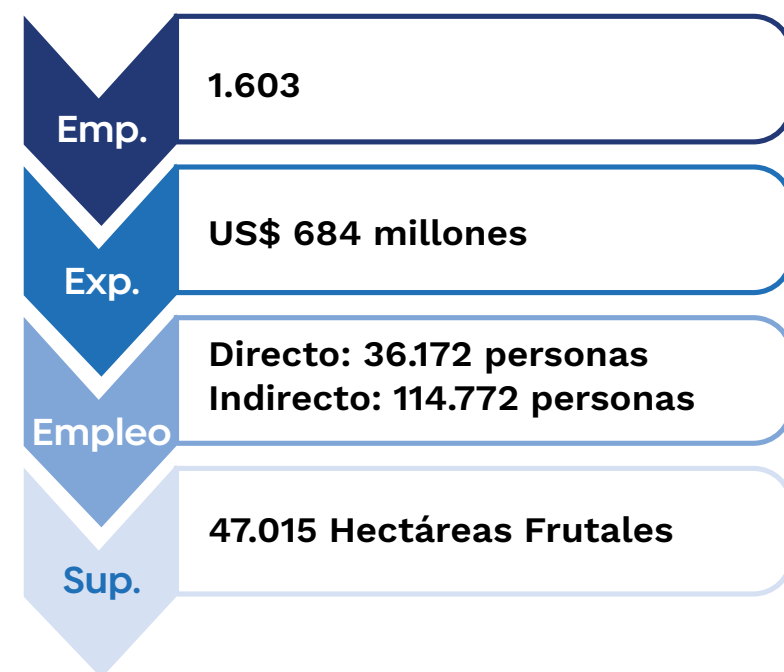 Emp.
1.603
Exp.
US$ 684 millones
Empleo
Directo: 36.172 personas
Indirecto: 114.772 personas
Sup.
47.015 Hectáreas Frutales